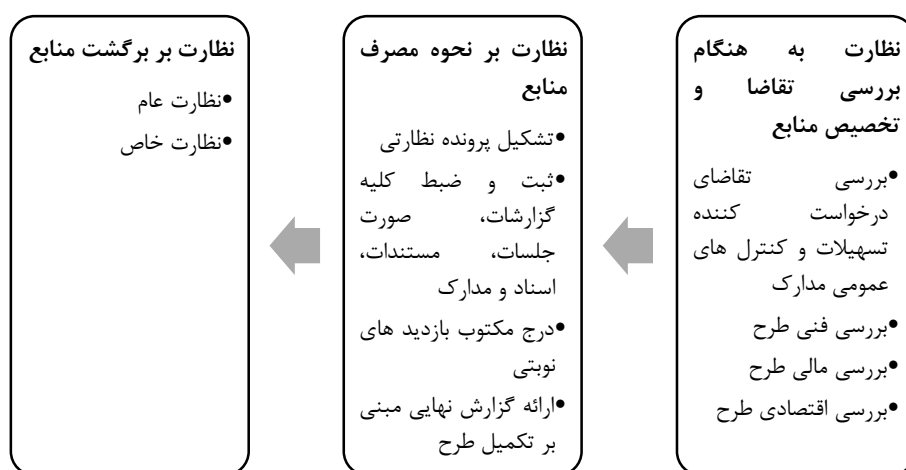 نظارت به هنگام
بررسی تقاضا و
تخصیص منابع
•بررسی تقاضای
درخواست کننده
تسهیلات و کنترل های
عمومی مدارک
•بررسی فنی طرح
•بررسی مالی طرح
•بررسی اقتصادی طرح
نظارت بر نحوه مصرف
منابع
•تشکیل پرونده نظارتی
•ثبت و ضبط کلیه
گزارشات، صورت
جلسات، مستندات،
اسناد و مدارک
•درج مکتوب بازدید های
نوبتی
•ارائه گزارش نهایی مبنی
بر تکمیل طرح
نظارت بر برگشت منابع
•نظارت عام
•نظارت خاص